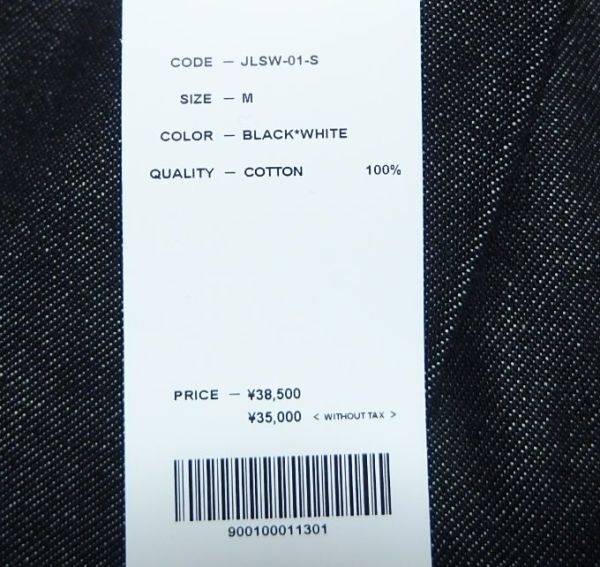 CODE — JLSW-01-S
SIZE — M
COLOR — BLACK*WHITE
QUALITY — COTTON 100%
PRICE — ¥38,500
¥35,000 < WITHOUT TAX >
900100011301